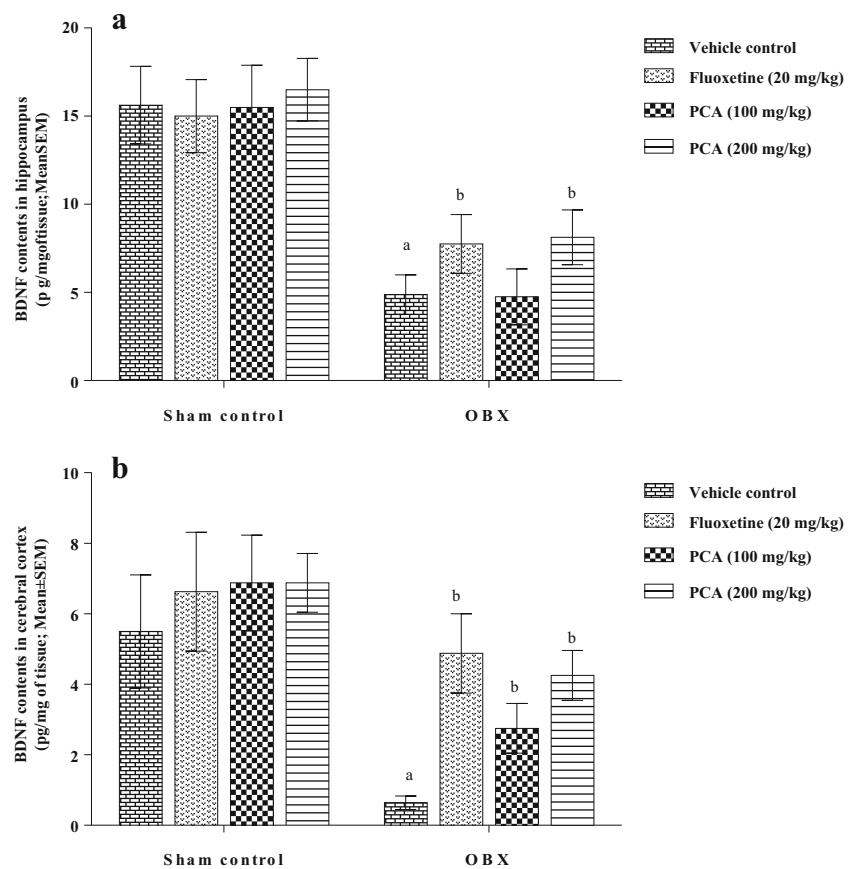 a
20
15
10
5
0
BDNF contents in hippocampus
(p g/mgoftissue;MeanSEM)
a
b
b
Sham control
OBX
Vehicle control
Fluoxetine (20 mg/kg)
PCA (100 mg/kg)
PCA (200 mg/kg)
b
10
8
6
4
2
0
BDNF contents in cerebral cortex
(pg/mg of tissue; Mean±SEM)
a
b
b
b
Sham control
OBX
Vehicle control
Fluoxetine (20 mg/kg)
PCA (100 mg/kg)
PCA (200 mg/kg)